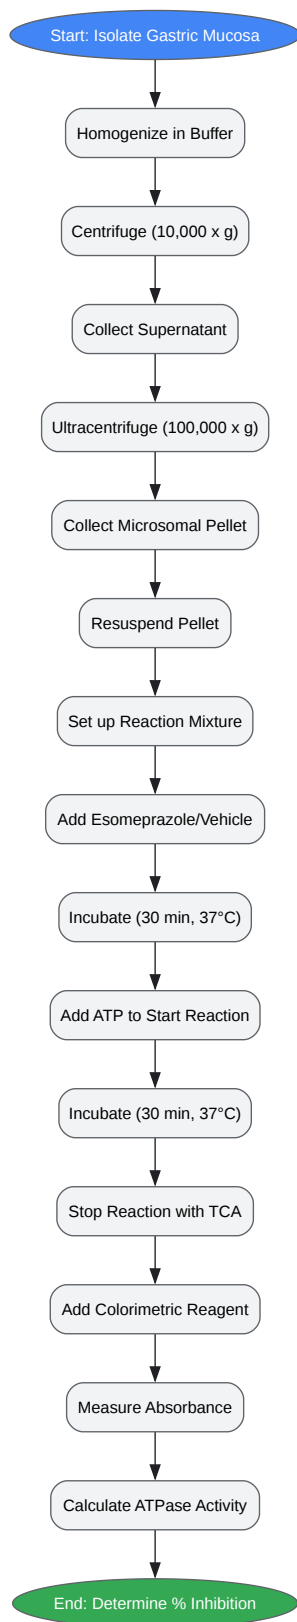 Start: Isolate Gastric Mucosa
Homogenize in Buffer
Centrifuge (10,000 x g)
Collect Supernatant
Ultracentrifuge (100,000 x g)
Collect Microsomal Pellet
Resuspend Pellet
Set up Reaction Mixture
Add Esomeprazole/Vehicle
Incubate (30 min, 37°C)
Add ATP to Start Reaction
Incubate (30 min, 37°C)
Stop Reaction with TCA
Add Colorimetric Reagent
Measure Absorbance
Calculate ATPase Activity
End: Determine % Inhibition